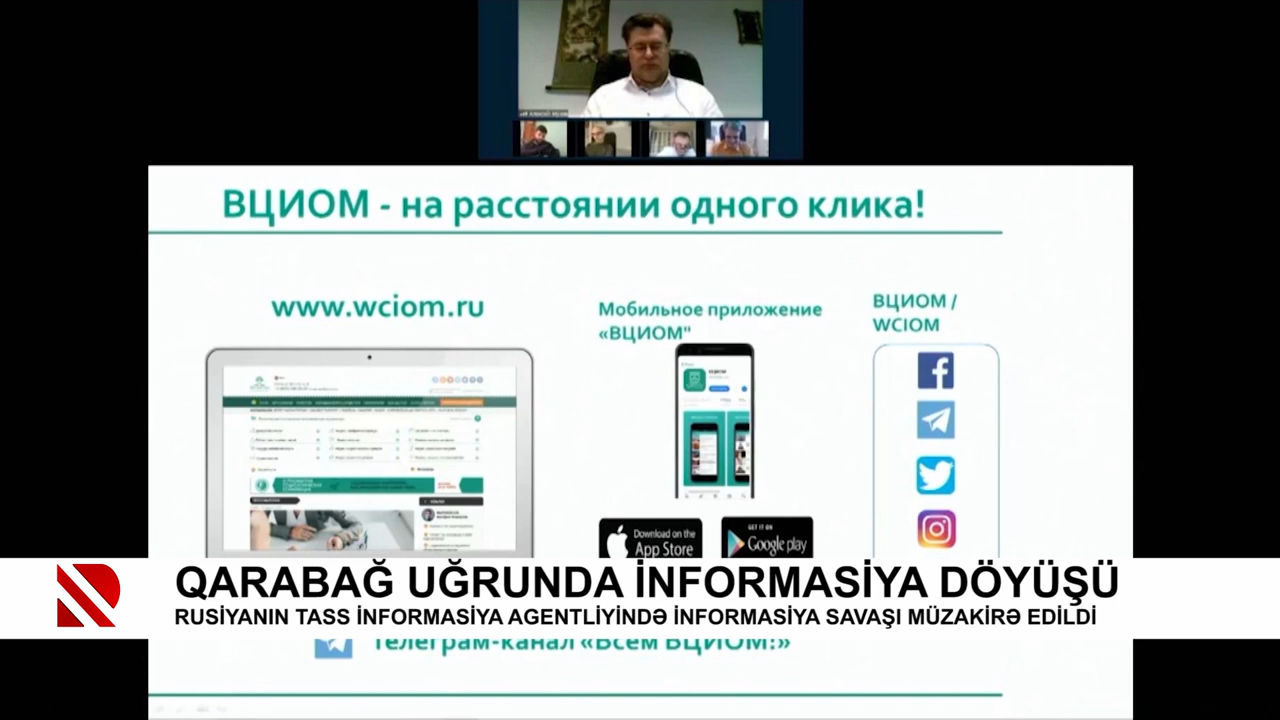 ВЦИОМ - на расстоянии одного клика!
www.wciom.ru
Мобильное приложение
«ВЦИОМ"
ВЦИОМ /
WCIOM
Download on the
App Store
GET IT ON
Google play
QARABAĞ UĞRUNDA İNFORMASİYA DÖYÜŞÜ
RUSİYANIN TASS İNFORMASİYA AGENTLİYİNDƏ İNFORMASİYA SAVAŞI MÜZAKİRƏ EDİLDİ
Телеграм-канал «Всем ВЦИОМ!»